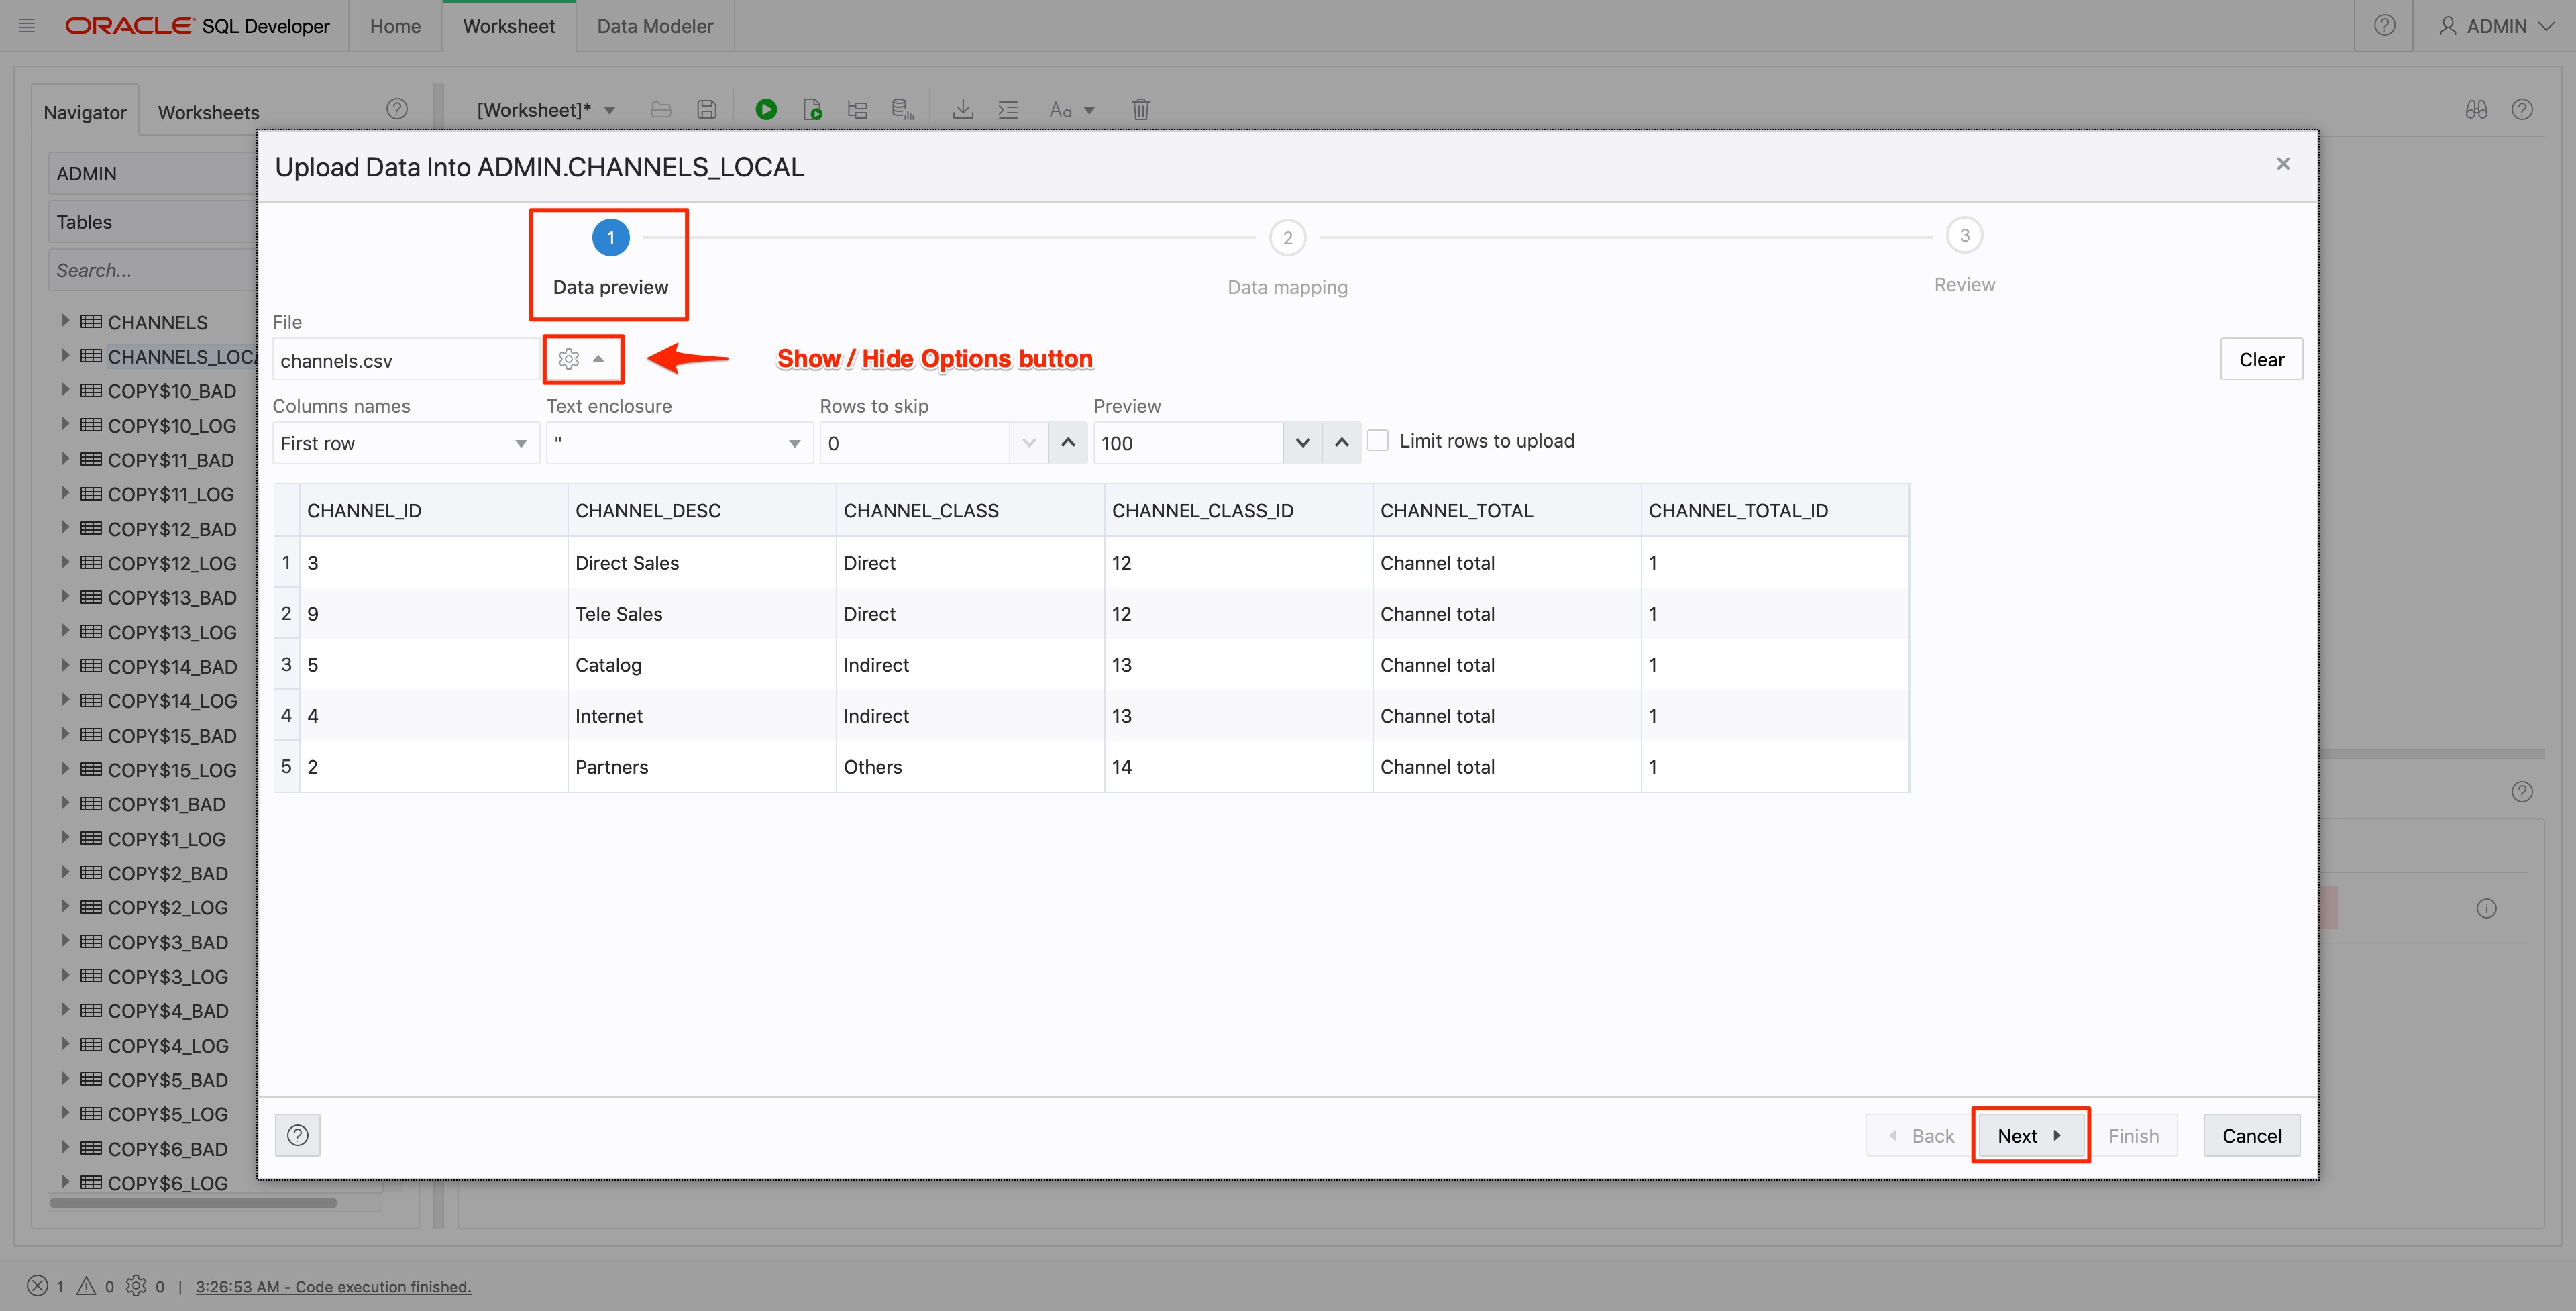 ORACLE SQL Developer Home Worksheet Data Modeler ADMIN
Navigator Worksheets [Worksheet]* Aa
ADMIN
Tables
Search...
CHANNELS
CHANNELS_LOCA
COPY$10_BAD
COPY$10_LOG
COPY$11_BAD
COPY$11_LOG
COPY$12_BAD
COPY$12_LOG
COPY$13_BAD
COPY$13_LOG
COPY$14_BAD
COPY$14_LOG
COPY$15_BAD
COPY$15_LOG
COPY$1_BAD
COPY$1_LOG
COPY$2_BAD
COPY$2_LOG
COPY$3_BAD
COPY$3_LOG
COPY$4_BAD
COPY$4_LOG
COPY$5_BAD
COPY$5_LOG
COPY$6_BAD
COPY$6_LOG
Upload Data Into ADMIN.CHANNELS_LOCAL
1 2 3
Data preview Data mapping Review
File
channels.csv Show / Hide Options button Clear
Columns names Text enclosure Rows to skip Preview
First row " 0 100 Limit rows to upload
CHANNEL_ID CHANNEL_DESC CHANNEL_CLASS CHANNEL_CLASS_ID CHANNEL_TOTAL CHANNEL_TOTAL_ID
1 3 Direct Sales Direct 12 Channel total 1
2 9 Tele Sales Direct 12 Channel total 1
3 5 Catalog Indirect 13 Channel total 1
4 4 Internet Indirect 13 Channel total 1
5 2 Partners Others 14 Channel total 1
? Back Next Finish Cancel
1 0 0 | 3:26:53 AM - Code execution finished.